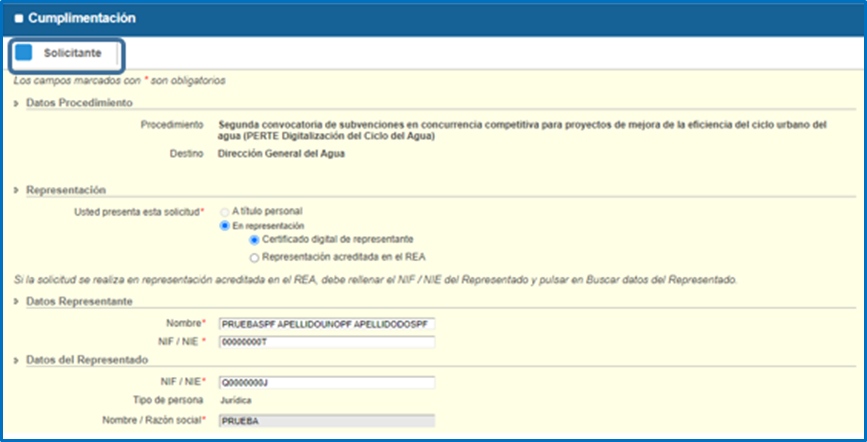 Cumplimentación
Solicitante
Los campos marcados con * son obligatorios
Datos Procedimiento
Procedimiento Segunda convocatoria de subvenciones en concurrencia competitiva para proyectos de mejora de la eficiencia del ciclo urbano del
agua (PERTE Digitalización del Ciclo del Agua)
Destino Dirección General del Agua
Representación
Usted presenta esta solicitud* A título personal
En representación
Certificado digital de representante
Representación acreditada en el REA
Si la solicitud se realiza en representación acreditada en el REA, debe rellenar el NIF / NIE del Representado y pulsar en Buscar datos del Representado.
Datos Representante
Nombre* PRUEBASPF APELLIDOUNOPF APELLIDODOSPF
NIF / NIE * 00000000T
Datos del Representado
NIF / NIE* Q0000000J
Tipo de persona Jurídica
Nombre / Razón social* PRUEBA